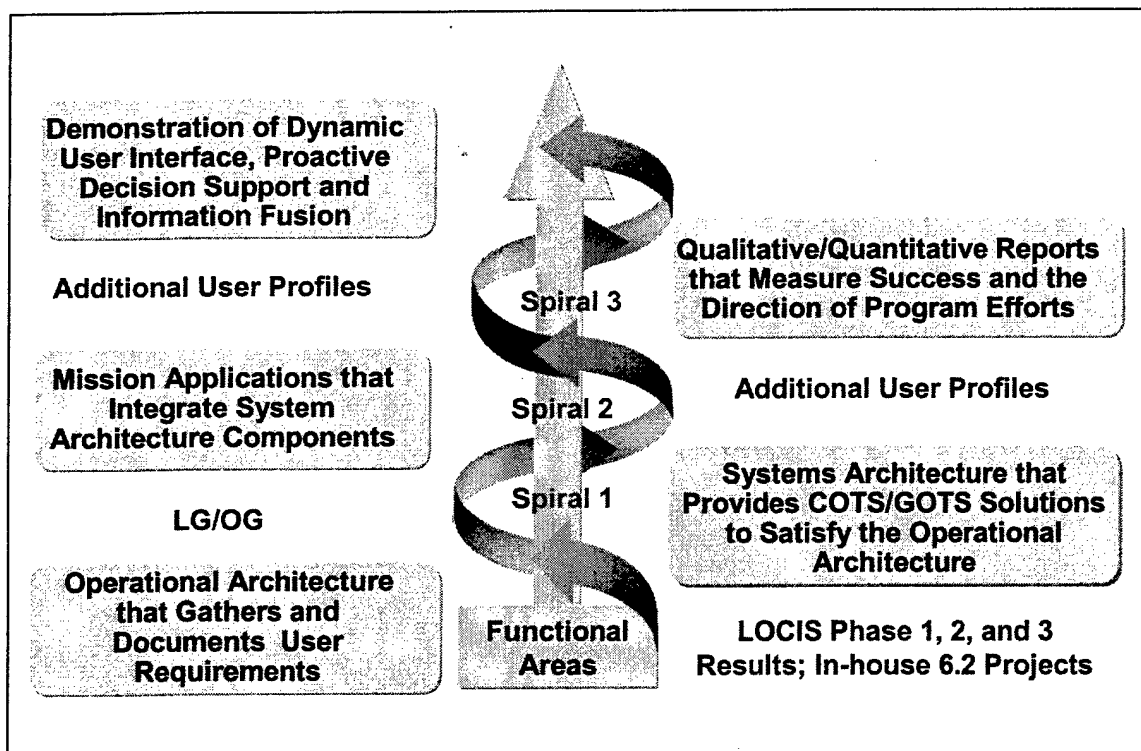 Demonstration of Dynamic
User Interface, Proactive
Decision Support and
Information Fusion
Additional User Profiles
Mission Applications that
Integrate System
Architecture Components
LG/OG
Operational Architecture
that Gathers and
Documents User
Requirements
Spiral 3
Spiral 2
Spiral 1
Functional
Areas
Qualitative/Quantitative Reports
that Measure Success and the
Direction of Program Efforts
Additional User Profiles
Systems Architecture that
Provides COTS/GOTS Solutions
to Satisfy the Operational
Architecture
LOCIS Phase 1, 2, and 3
Results; In-house 6.2 Projects